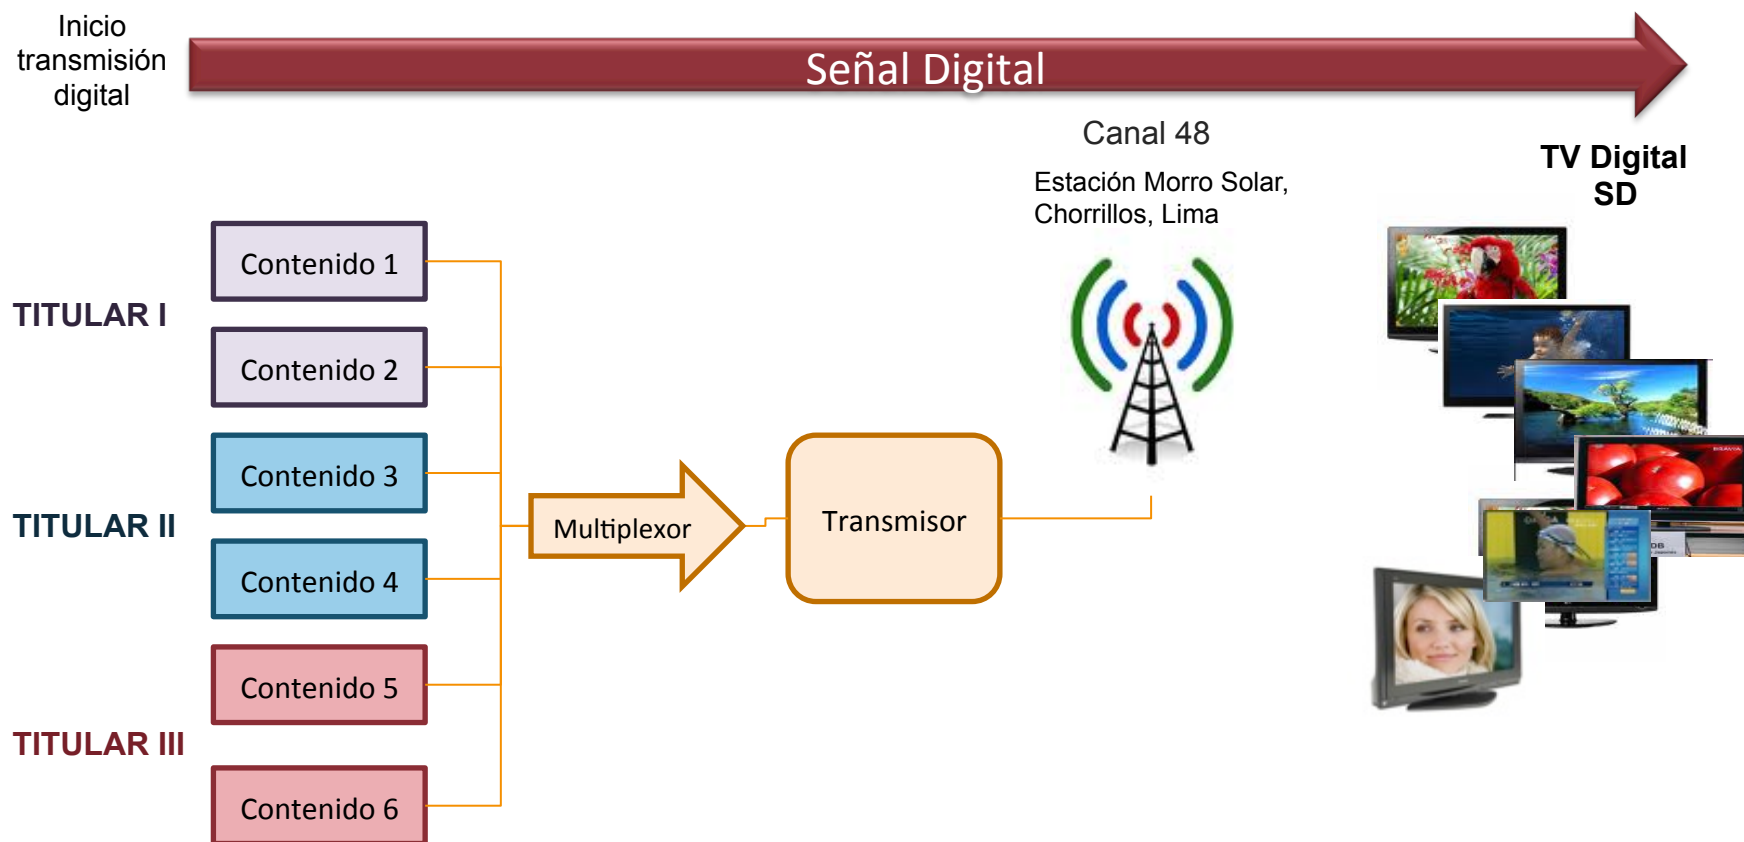 Inicio
transmisión
digital
Señal Digital
Canal 48
Estación Morro Solar,
Chorrillos, Lima
TV Digital
SD
TITULAR I
Contenido 1
Contenido 2
TITULAR II
Contenido 3
Contenido 4
TITULAR III
Contenido 5
Contenido 6
Multiplexor
Transmisor